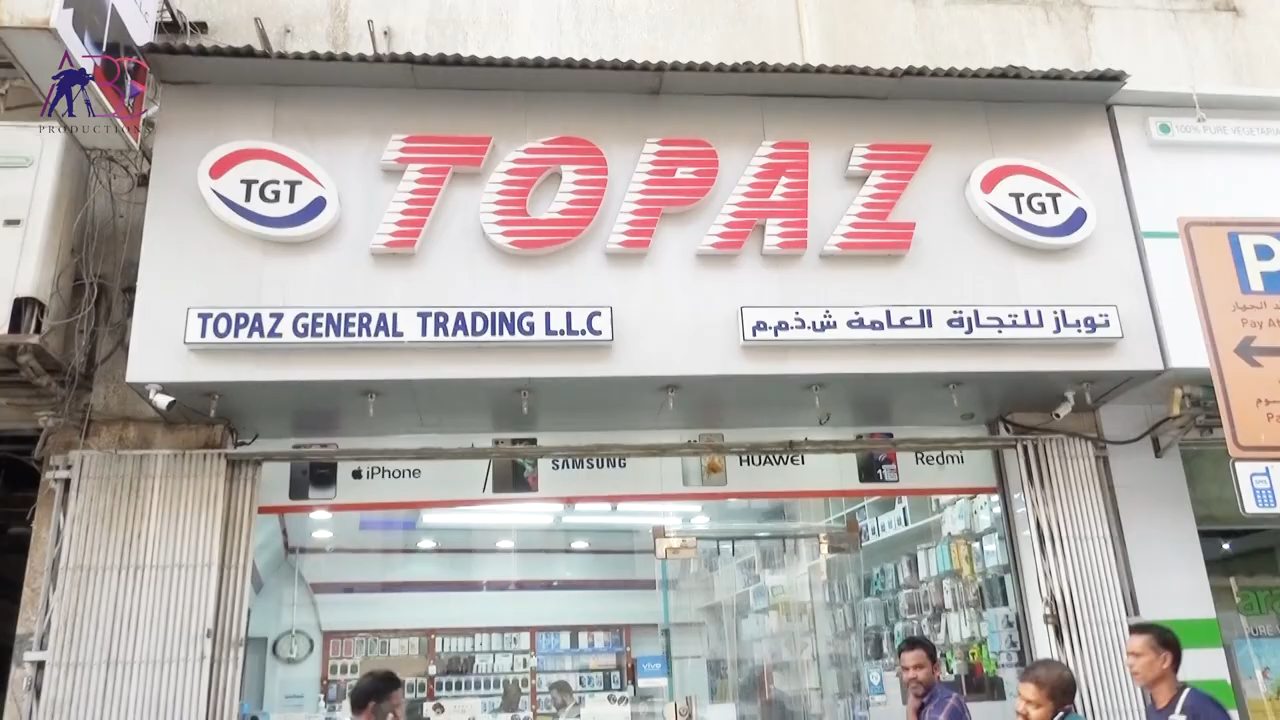 ARC
PRODUCTIONS
TOPAZ
TGT
TGT
TOPAZ GENERAL TRADING L.L.C
توباز للتجارة العامة ش.ذ.م.م
100% PURE VEGETARIA
P
Pay At
iPhone
SAMSUNG
HUAWEI
Redmi
vivo